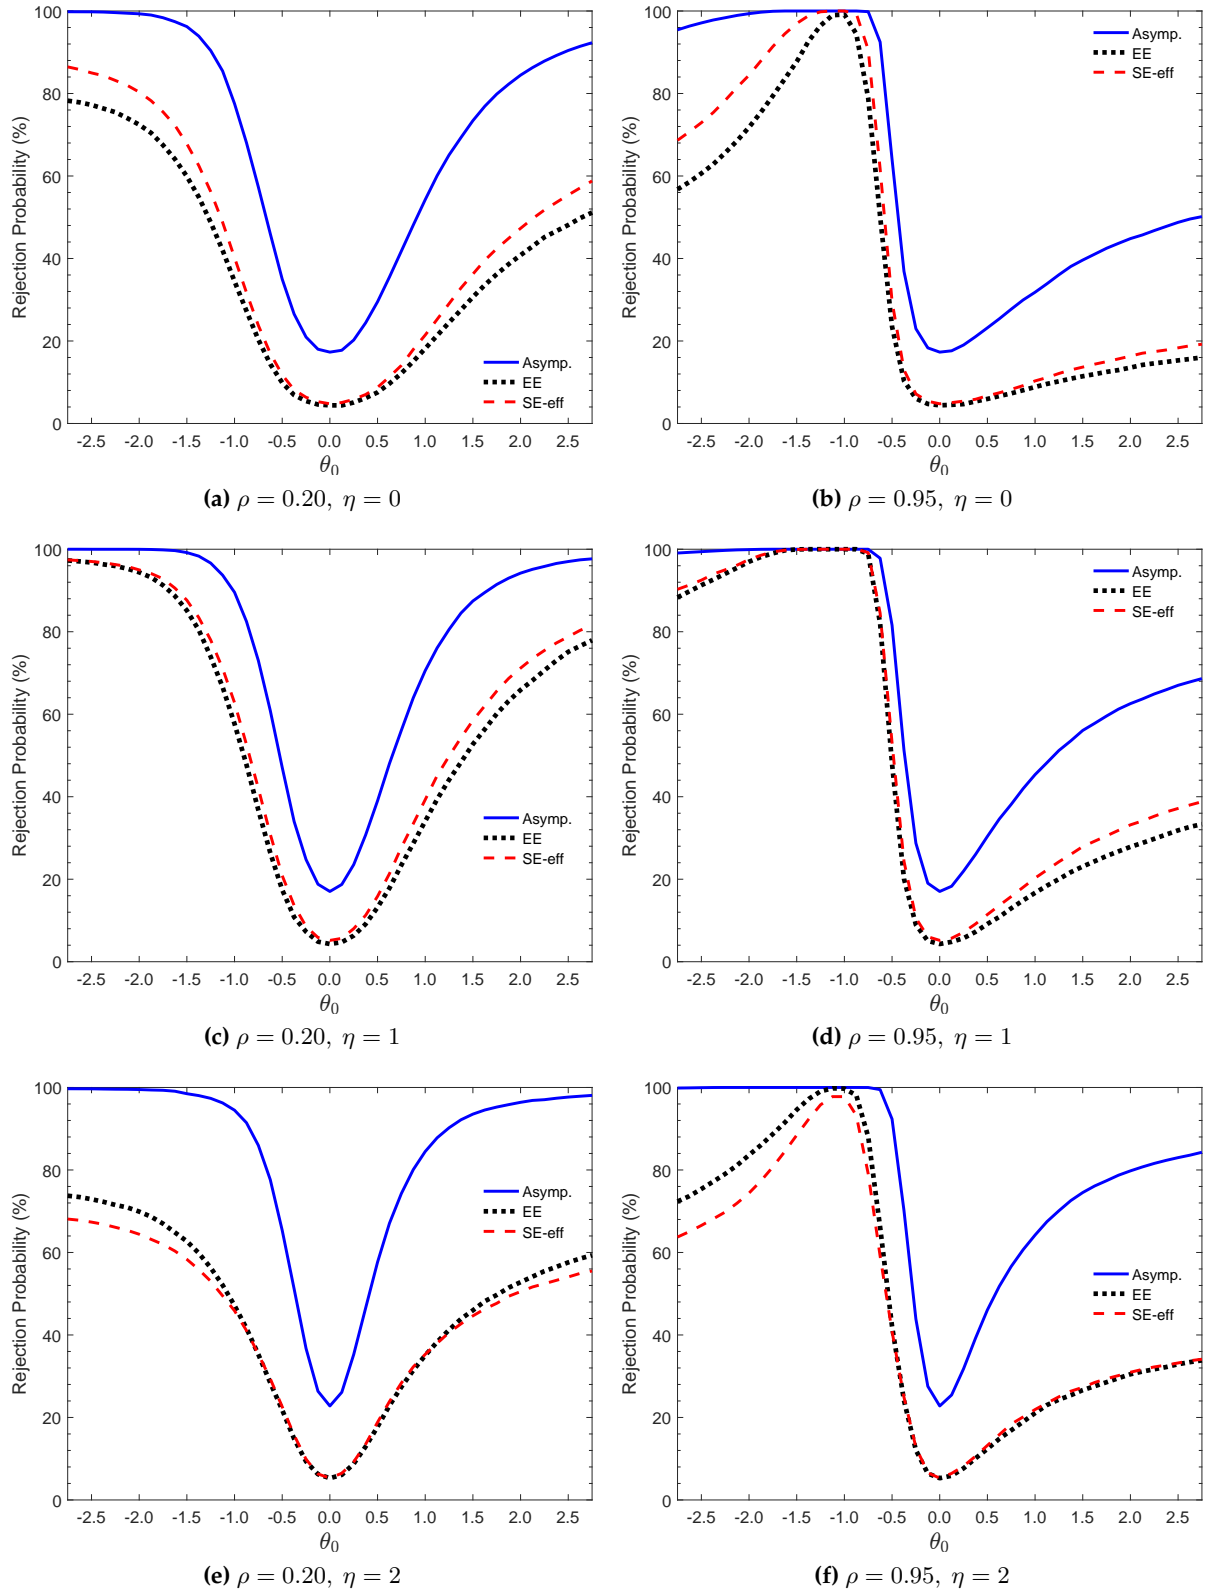 Rejection Probability (%)
100
80
60
40
20
0
Asymp.
EE
SE-eff
-2.5 -2.0 -1.5 -1.0 -0.5 0.0 0.5 1.0 1.5 2.0 2.5
θ0
(a) ρ = 0.20, η = 0
Rejection Probability (%)
100
80
60
40
20
0
Asymp.
EE
SE-eff
-2.5 -2.0 -1.5 -1.0 -0.5 0.0 0.5 1.0 1.5 2.0 2.5
θ0
(b) ρ = 0.95, η = 0
Rejection Probability (%)
100
80
60
40
20
0
Asymp.
EE
SE-eff
-2.5 -2.0 -1.5 -1.0 -0.5 0.0 0.5 1.0 1.5 2.0 2.5
θ0
(c) ρ = 0.20, η = 1
Rejection Probability (%)
100
80
60
40
20
0
Asymp.
EE
SE-eff
-2.5 -2.0 -1.5 -1.0 -0.5 0.0 0.5 1.0 1.5 2.0 2.5
θ0
(d) ρ = 0.95, η = 1
Rejection Probability (%)
100
80
60
40
20
0
Asymp.
EE
SE-eff
-2.5 -2.0 -1.5 -1.0 -0.5 0.0 0.5 1.0 1.5 2.0 2.5
θ0
(e) ρ = 0.20, η = 2
Rejection Probability (%)
100
80
60
40
20
0
Asymp.
EE
SE-eff
-2.5 -2.0 -1.5 -1.0 -0.5 0.0 0.5 1.0 1.5 2.0 2.5
θ0
(f) ρ = 0.95, η = 2